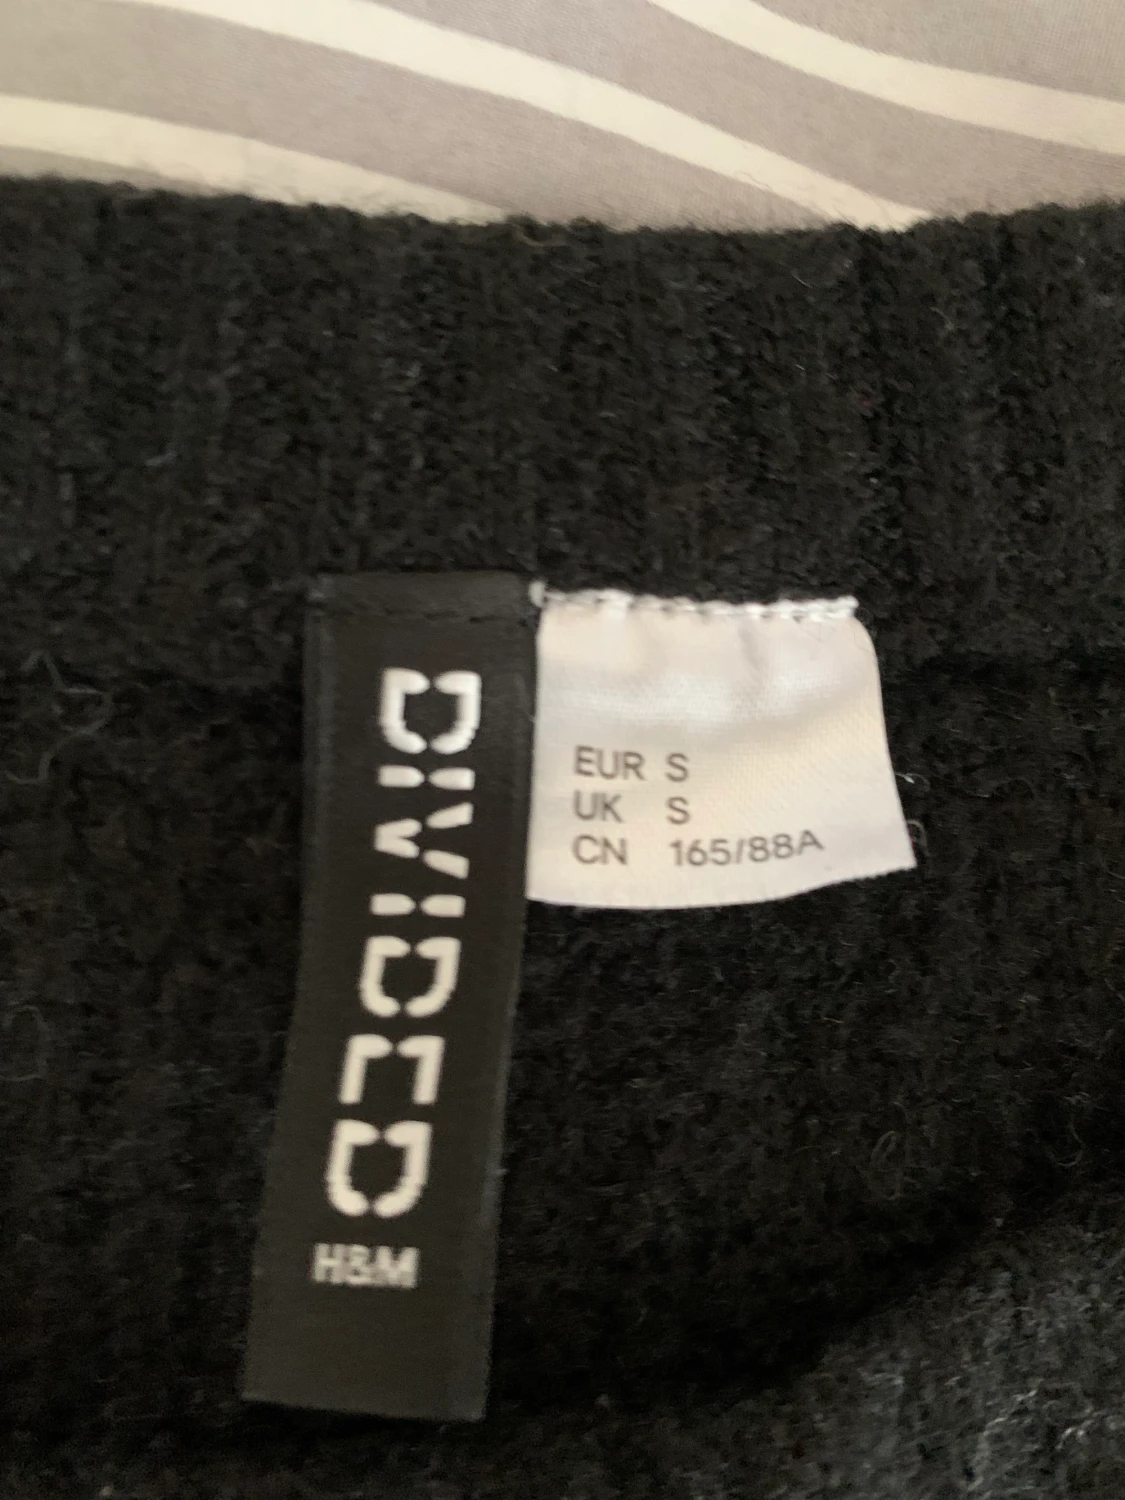 DIVIDED
H&M
EUR S
UK S
CN 165/88A